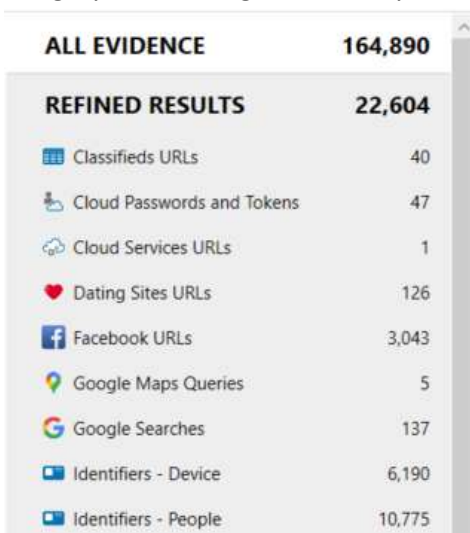 ALL EVIDENCE 164,890
REFINED RESULTS 22,604
Classifieds URLs 40
Cloud Passwords and Tokens 47
Cloud Services URLs 1
Dating Sites URLs 126
Facebook URLs 3,043
Google Maps Queries 5
Google Searches 137
Identifiers - Device 6,190
Identifiers - People 10,775